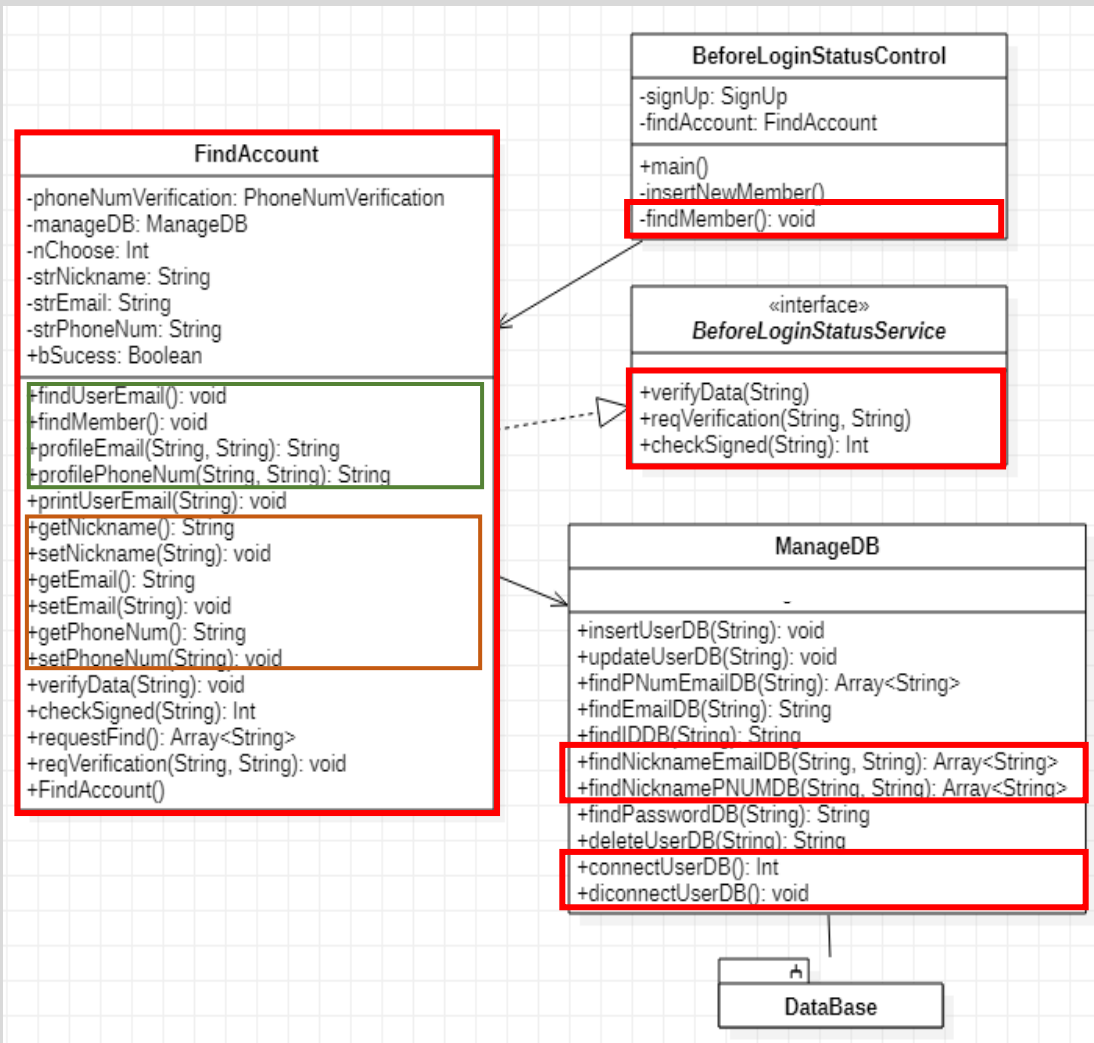 BeforeLoginStatusControl
-signUp: SignUp
-findAccount: FindAccount
+main()
-insertNewMember()
-findMember(): void
FindAccount
-phoneNumVerification: PhoneNumVerification
-manageDB: ManageDB
-nChoose: Int
-strNickname: String
-strEmail: String
-strPhoneNum: String
+bSucess: Boolean
+findUserEmail(): void
+findMember(): void
+profileEmail(String, String): String
+profilePhoneNum(String, String): String
+printUserEmail(String): void
+getNickname(): String
+setNickname(String): void
+getEmail(): String
+setEmail(String): void
+getPhoneNum(): String
+setPhoneNum(String): void
+verifyData(String): void
+checkSigned(String): Int
+requestFind(): Array<String>
+reqVerification(String, String): void
+FindAccount()
«interface»
BeforeLoginStatusService
+verifyData(String)
+reqVerification(String, String)
+checkSigned(String): Int
ManageDB
+insertUserDB(String): void
+updateUserDB(String): void
+findPNumEmailDB(String): Array<String>
+findEmailDB(String): String
+findIDDB(String): String
+findNicknameEmailDB(String, String): Array<String>
+findNicknamePNUMDB(String, String): Array<String>
+findPasswordDB(String): String
+deleteUserDB(String): String
+connectUserDB(): Int
+diconnectUserDB(): void
DataBase